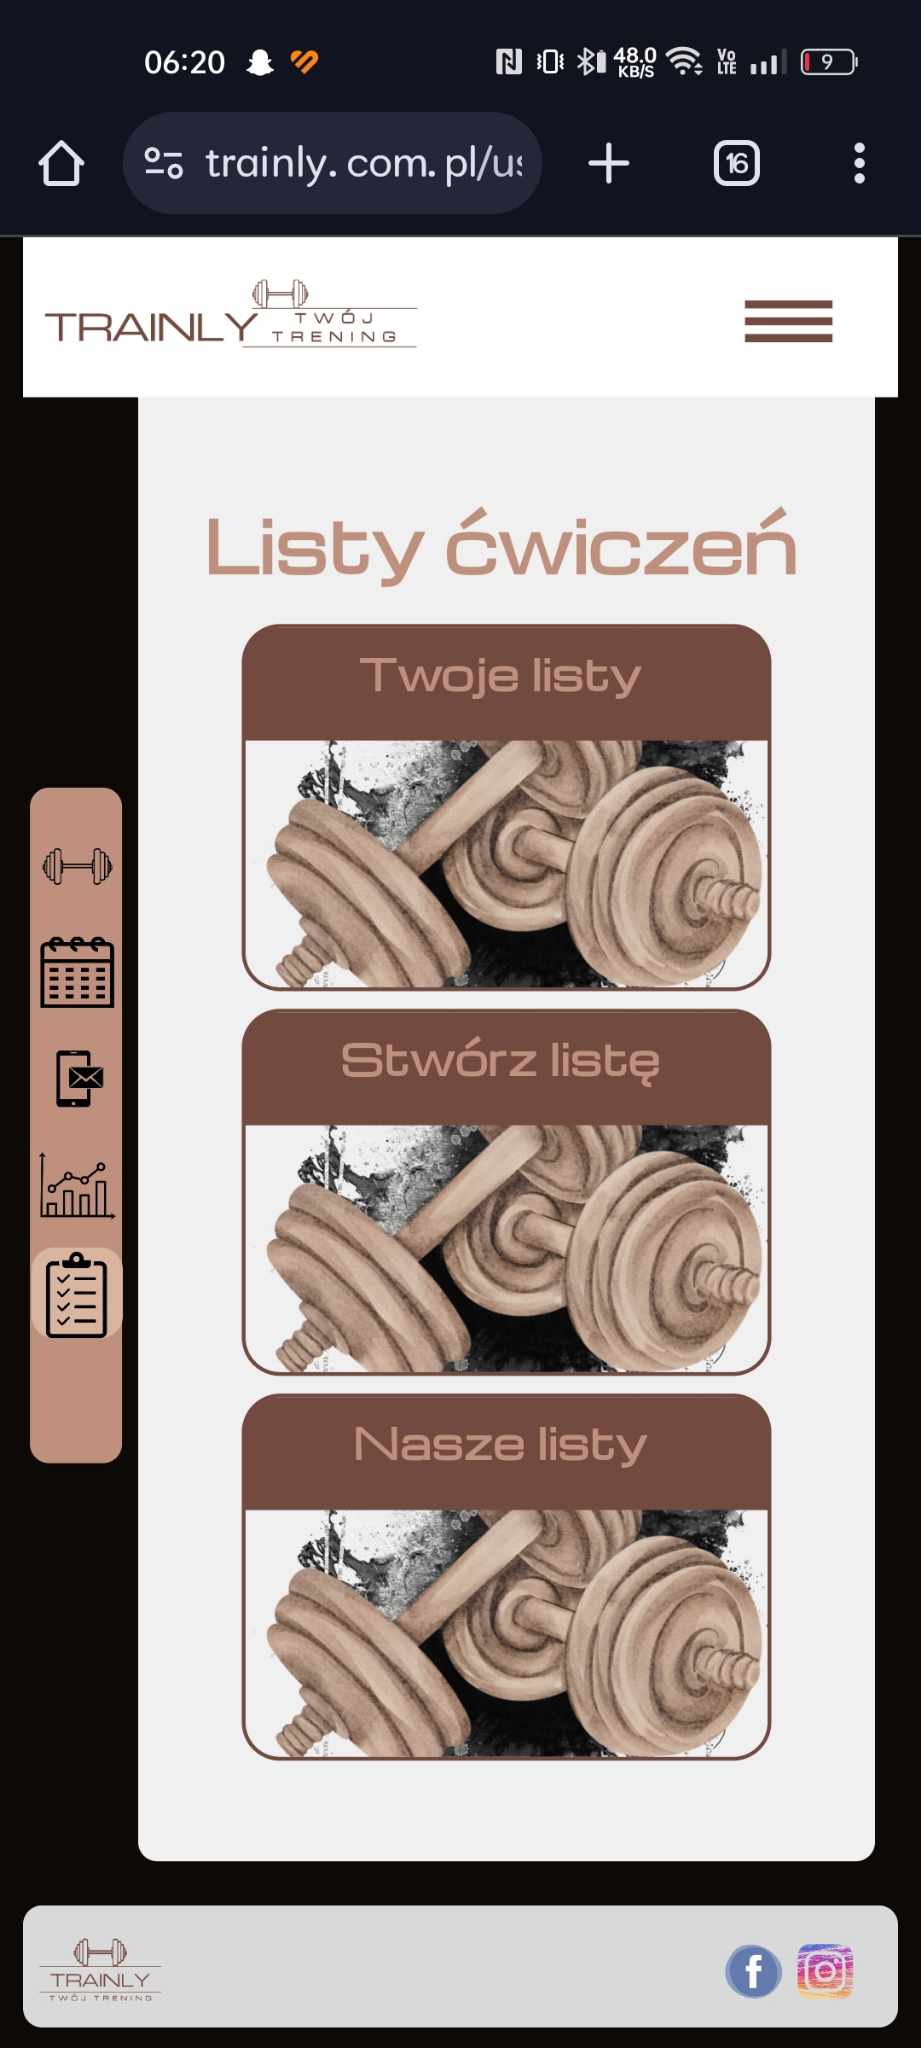 06:20
48.0
KB/S
Vo
LTE
9
trainly.com.pl/us
16
TRAINLY TWÓJ
TRENING
Listy ćwiczeń
Twoje listy
Stwórz listę
Nasze listy
TRAINLY
TWÓJ TRENING